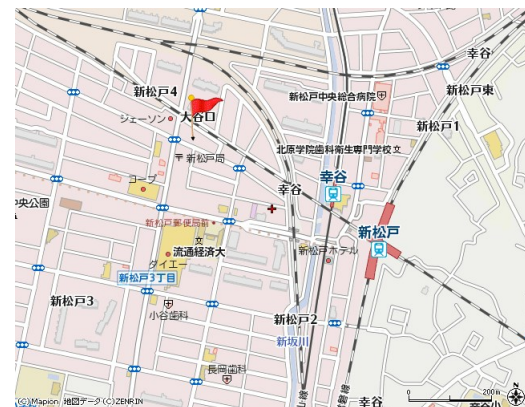 幸谷
新松戸4
新松戸東
新松戸中央総合病院
ジェーソン
大谷口
新松戸1
北原学院歯科衛生専門学校 文
〒新松戸局
コープ
幸谷
幸谷
央公園
新松戸郵便局前
新松戸
文
流通経済大
新松戸ホテル
ダイエー
新松戸3丁目
新松戸3
小谷歯科
新松戸2
新坂川
長岡歯科
幸谷
0 200m
(C) Mapion 地図データ(C)ZENRIN